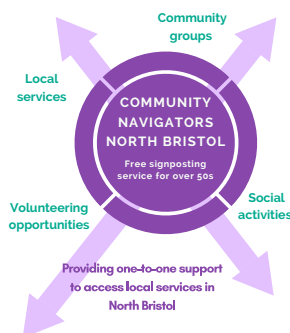 Community
groups
Local
services
COMMUNITY
NAVIGATORS
NORTH BRISTOL
Free signposting
service for over 50s
Volunteering
opportunities
Social
activities
Providing one-to-one support
to access local services in
North Bristol